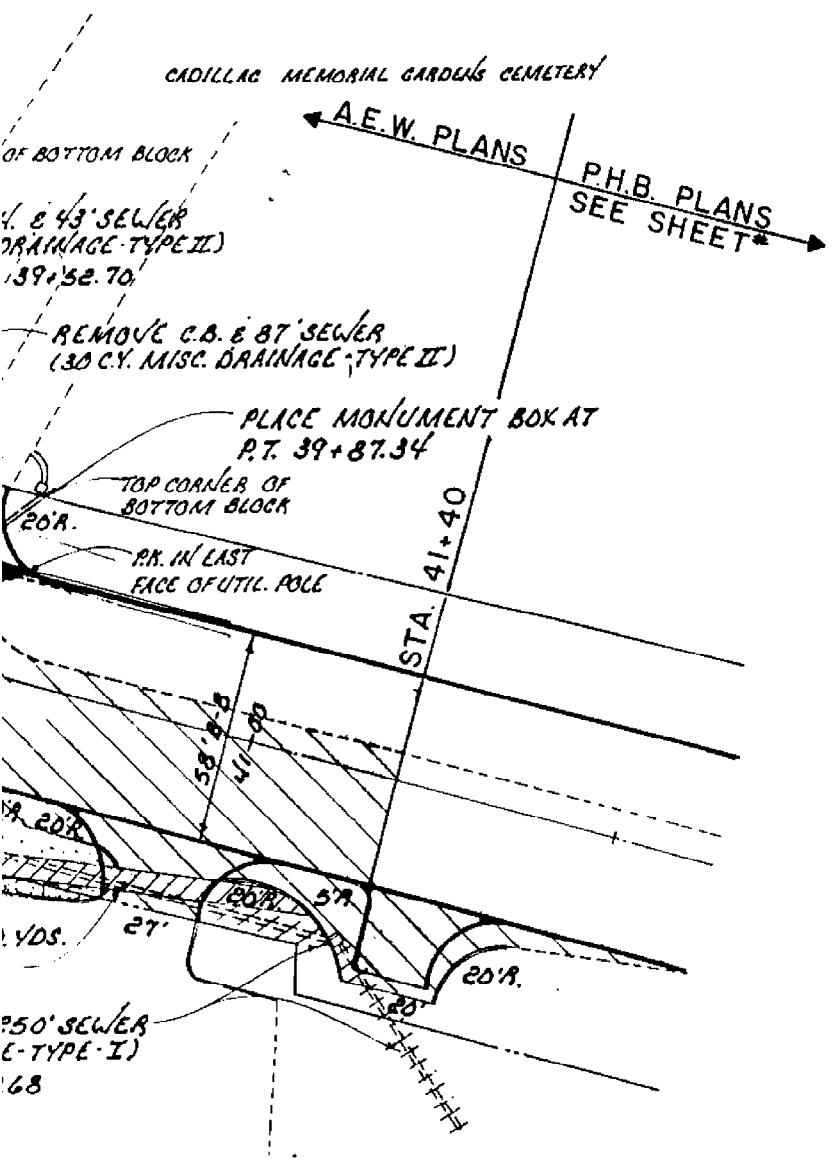 CADILLAC MEMORIAL GARDENS CEMETERY
A.E.W. PLANS
P.H.B. PLANS
SEE SHEET*
OF BOTTOM BLOCK
& 43' SEWER
DRAINAGE-TYPE II)
39+52.70
REMOVE C.B. & 87' SEWER
(30 C.Y. MISC. DRAINAGE-TYPE II)
PLACE MONUMENT BOX AT
P.T. 39+87.34
TOP CORNER OF
BOTTOM BLOCK
20'R.
P.K. IN EAST
FACE OF UTIL. POLE
STA. 41+40
58' B-B
41-00
20'R.
20'R.
5'R.
27'
YDS.
20'R.
20'
250' SEWER
E-TYPE-I)
68